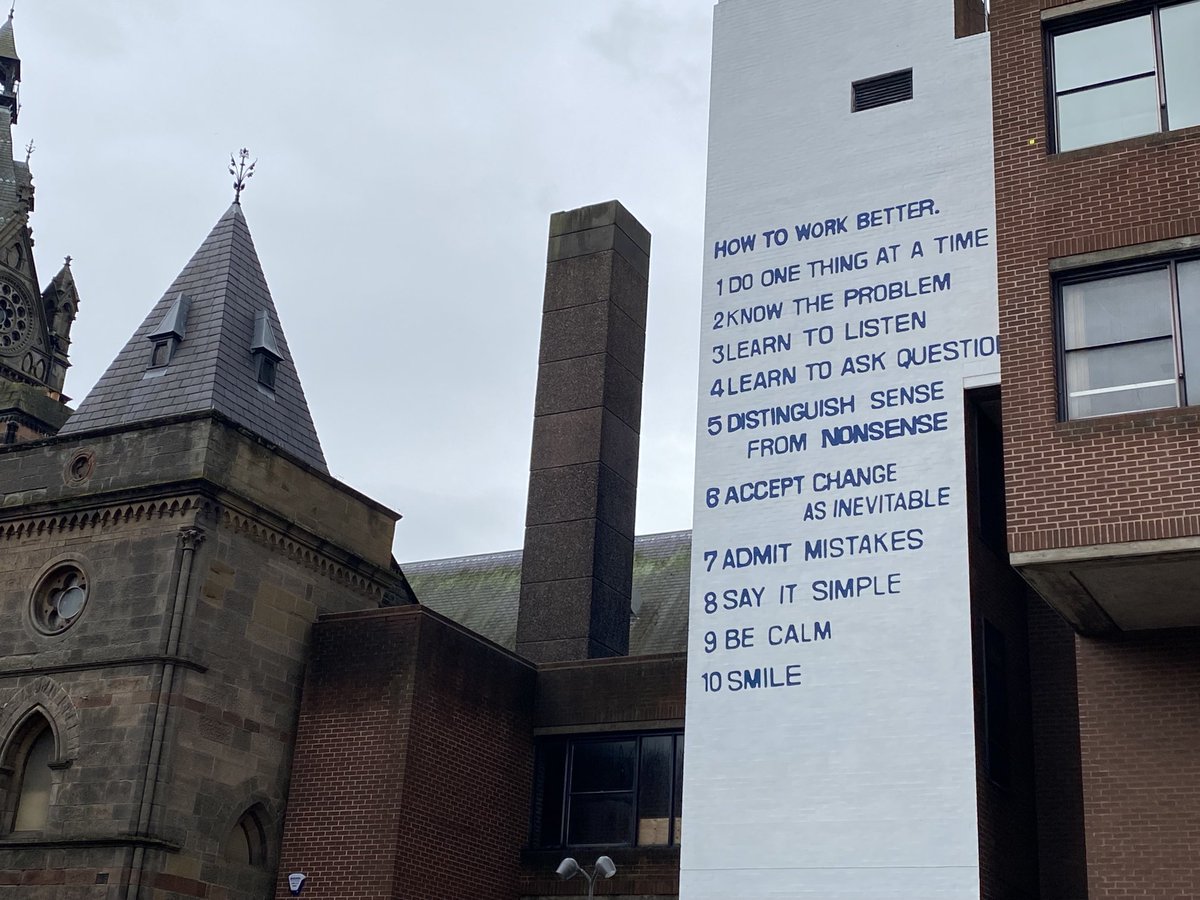 HOW TO WORK BETTER.
1 DO ONE THING AT A TIME
2 KNOW THE PROBLEM
3 LEARN TO LISTEN
4 LEARN TO ASK QUESTIO
5 DISTINGUISH SENSE
FROM NONSENSE
6 ACCEPT CHANGE
AS INEVITABLE
7 ADMIT MISTAKES
8 SAY IT SIMPLE
9 BE CALM
10 SMILE